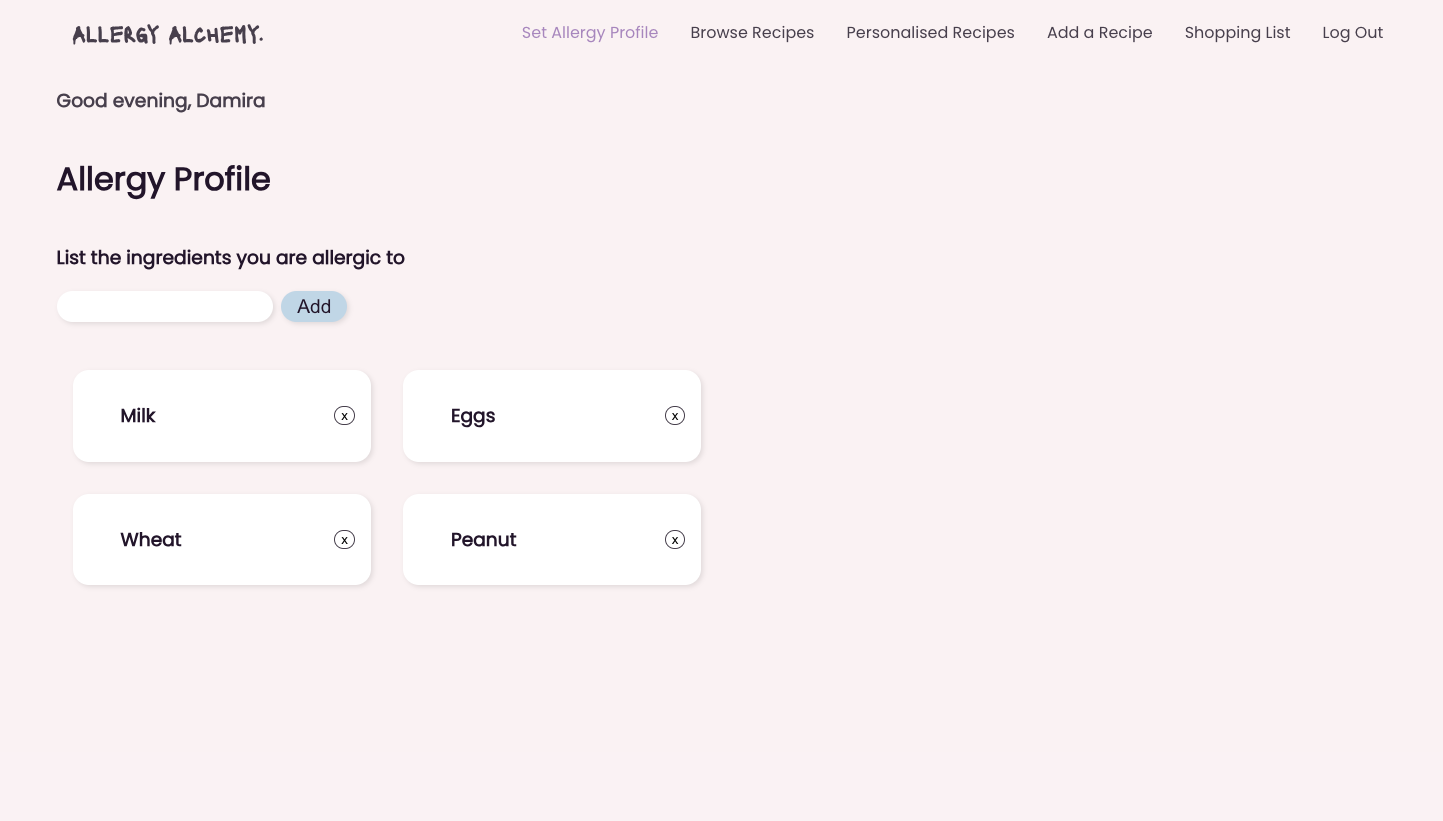 ALLERGY ALCHEMY.
Set Allergy Profile Browse Recipes Personalised Recipes Add a Recipe Shopping List Log Out
Good evening, Damira
Allergy Profile
List the ingredients you are allergic to
Add
Milk x
Eggs x
Wheat x
Peanut x